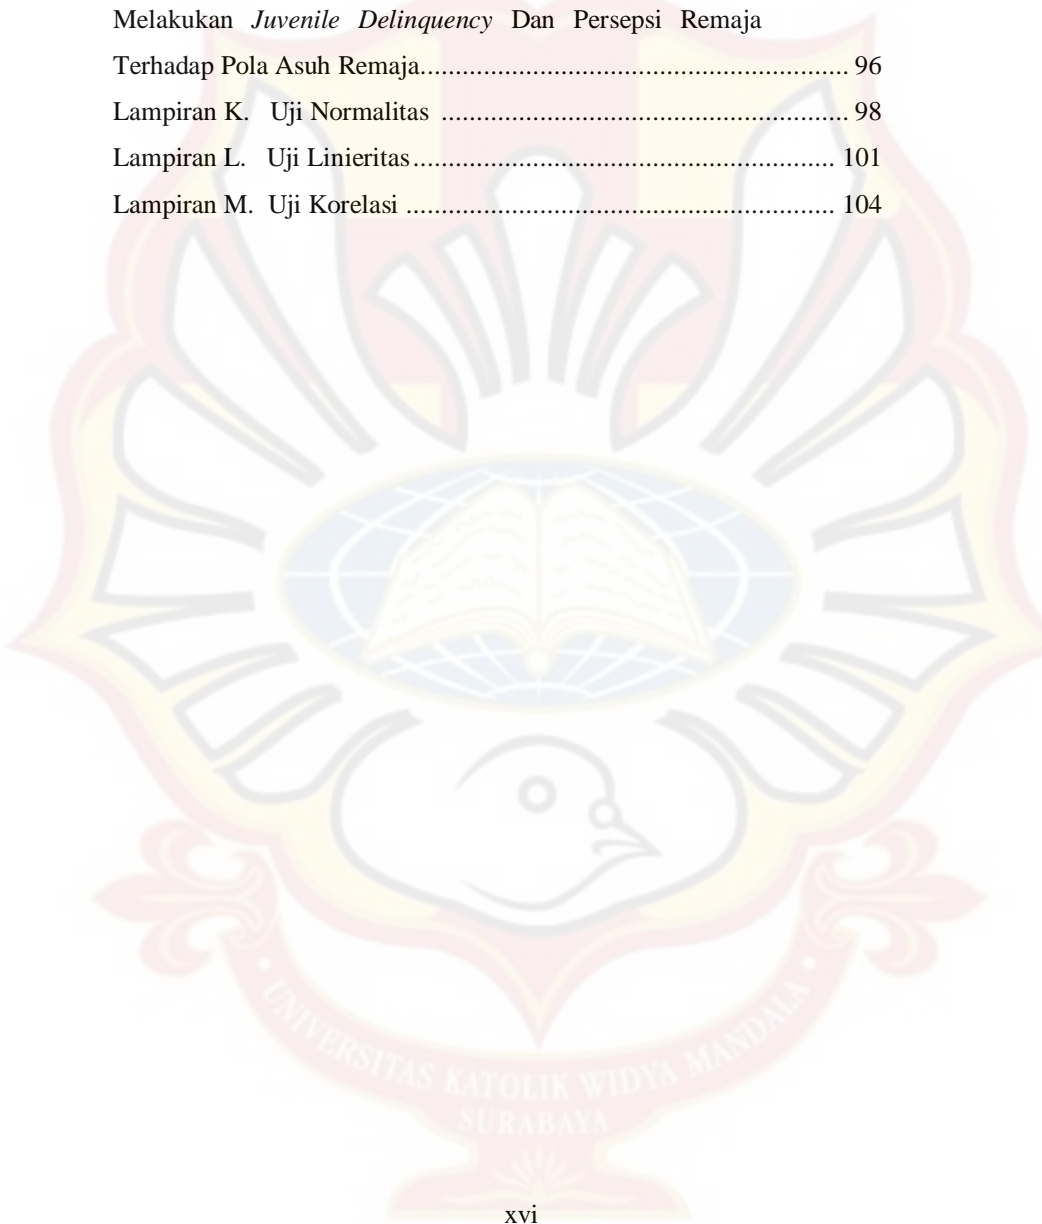 Melakukan Juvenile Delinquency Dan Persepsi Remaja
Terhadap Pola Asuh Remaja............................................................ 96
Lampiran K. Uji Normalitas ......................................................... 98
Lampiran L. Uji Linieritas ........................................................... 101
Lampiran M. Uji Korelasi ............................................................ 104
UNIVERSITAS KATOLIK WIDYA MANDALA
SURABAYA
xvi